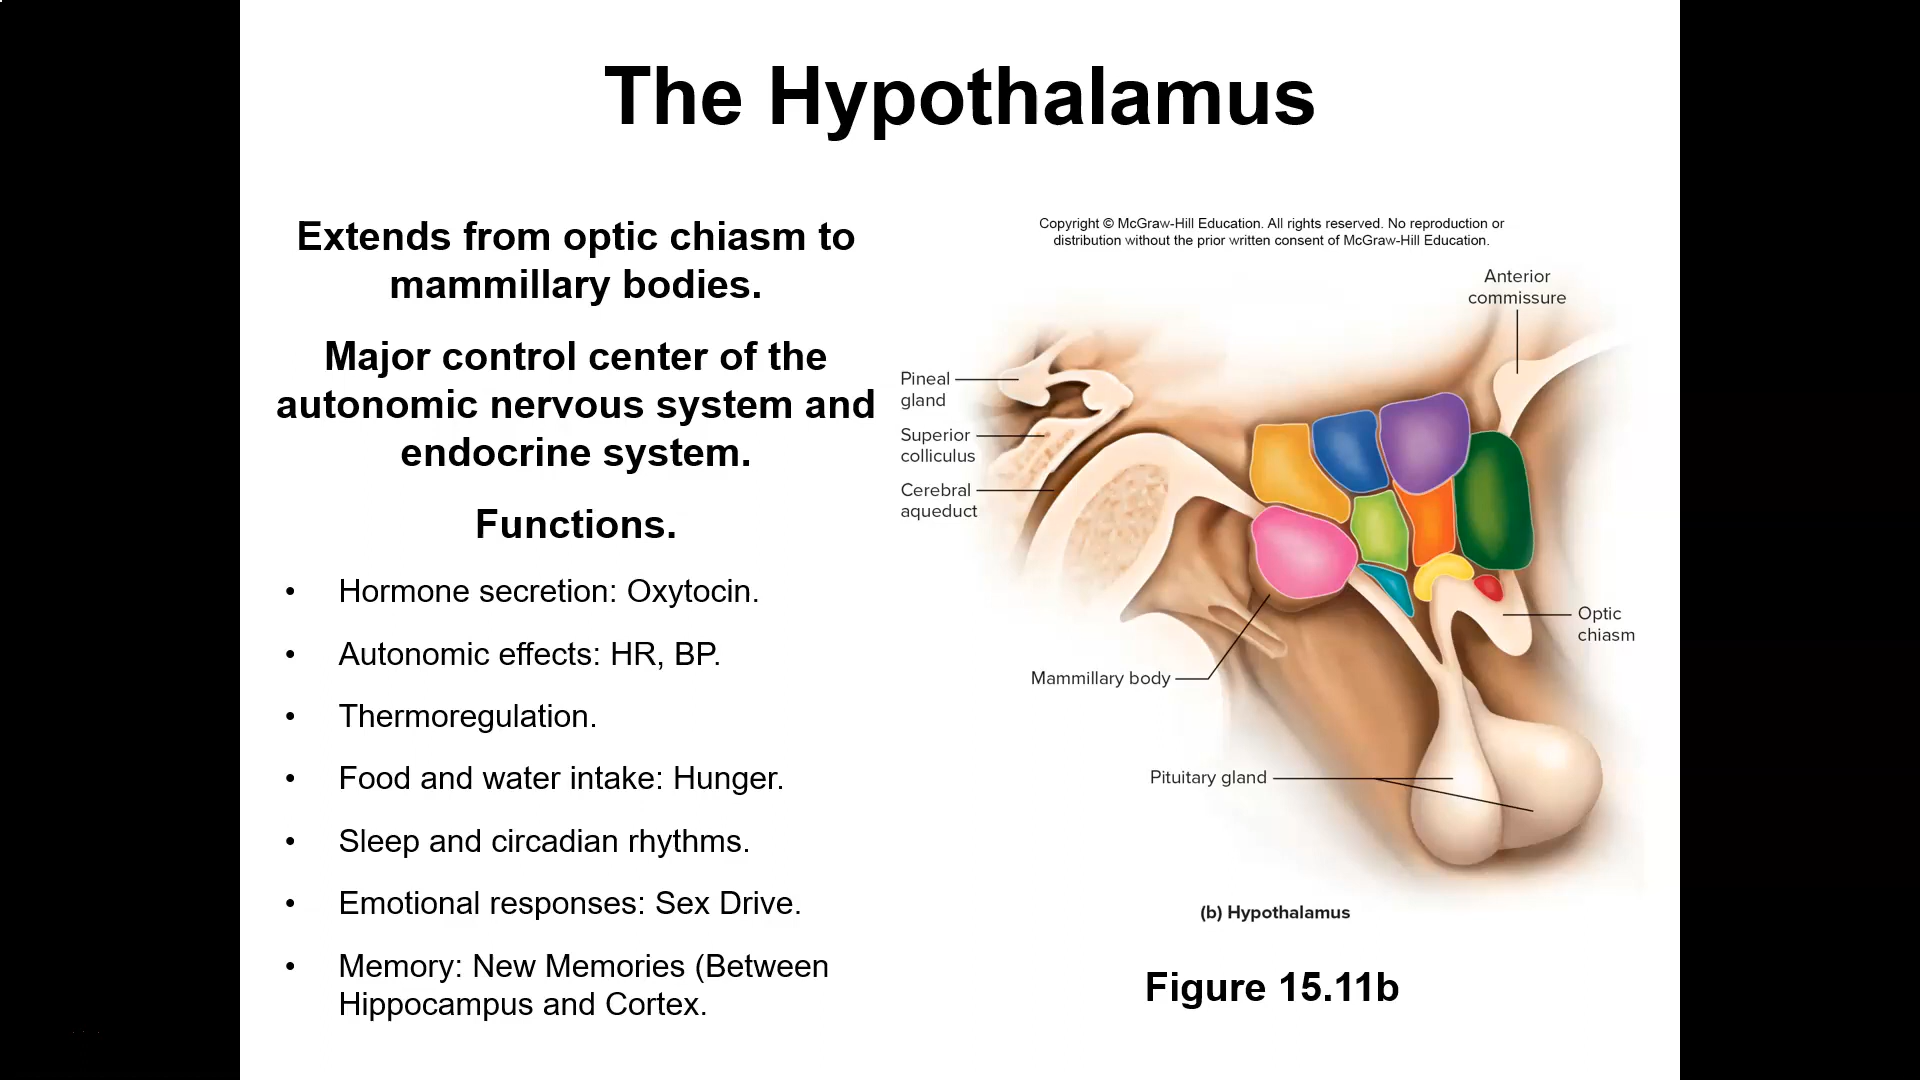 The Hypothalamus
Extends from optic chiasm to
mammillary bodies.
Major control center of the
autonomic nervous system and
endocrine system.
Functions.
• Hormone secretion: Oxytocin.
• Autonomic effects: HR, BP.
• Thermoregulation.
• Food and water intake: Hunger.
• Sleep and circadian rhythms.
• Emotional responses: Sex Drive.
• Memory: New Memories (Between
Hippocampus and Cortex.
Copyright © McGraw-Hill Education. All rights reserved. No reproduction or
distribution without the prior written consent of McGraw-Hill Education.
Anterior
commissure
Pineal
gland
Superior
colliculus
Cerebral
aqueduct
Optic
chiasm
Mammillary body
Pituitary gland
(b) Hypothalamus
Figure 15.11b